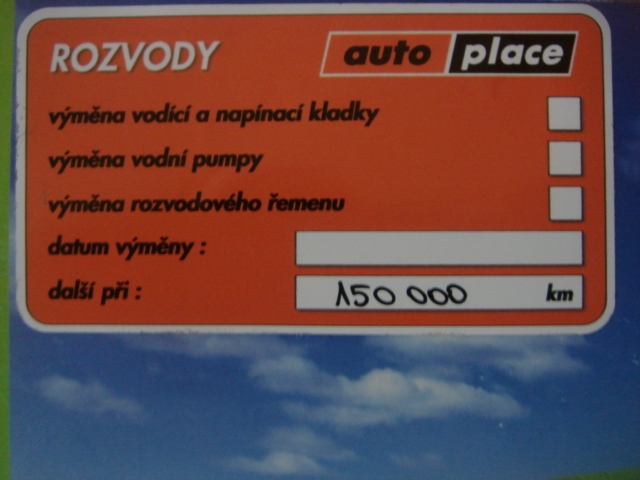 ROZVODY auto place
výměna vodící a napínací kladky
výměna vodní pumpy
výměna rozvodového řemenu
datum výměny :
další při : 150 000 km